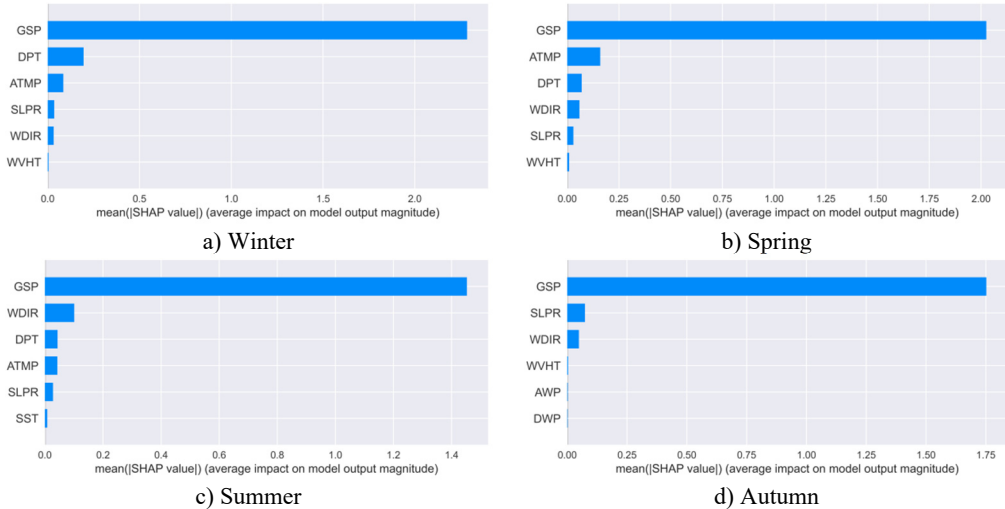 GSP
DPT
ATMP
SLPR
WDIR
WVHT
0.0 0.5 1.0 1.5 2.0
mean(|SHAP value|) (average impact on model output magnitude)
a) Winter
GSP
ATMP
DPT
WDIR
SLPR
WVHT
0.00 0.25 0.50 0.75 1.00 1.25 1.50 1.75 2.00
mean(|SHAP value|) (average impact on model output magnitude)
b) Spring
GSP
WDIR
DPT
ATMP
SLPR
SST
0.0 0.2 0.4 0.6 0.8 1.0 1.2 1.4
mean(|SHAP value|) (average impact on model output magnitude)
c) Summer
GSP
SLPR
WDIR
WVHT
AWP
DWP
0.00 0.25 0.50 0.75 1.00 1.25 1.50 1.75
mean(|SHAP value|) (average impact on model output magnitude)
d) Autumn